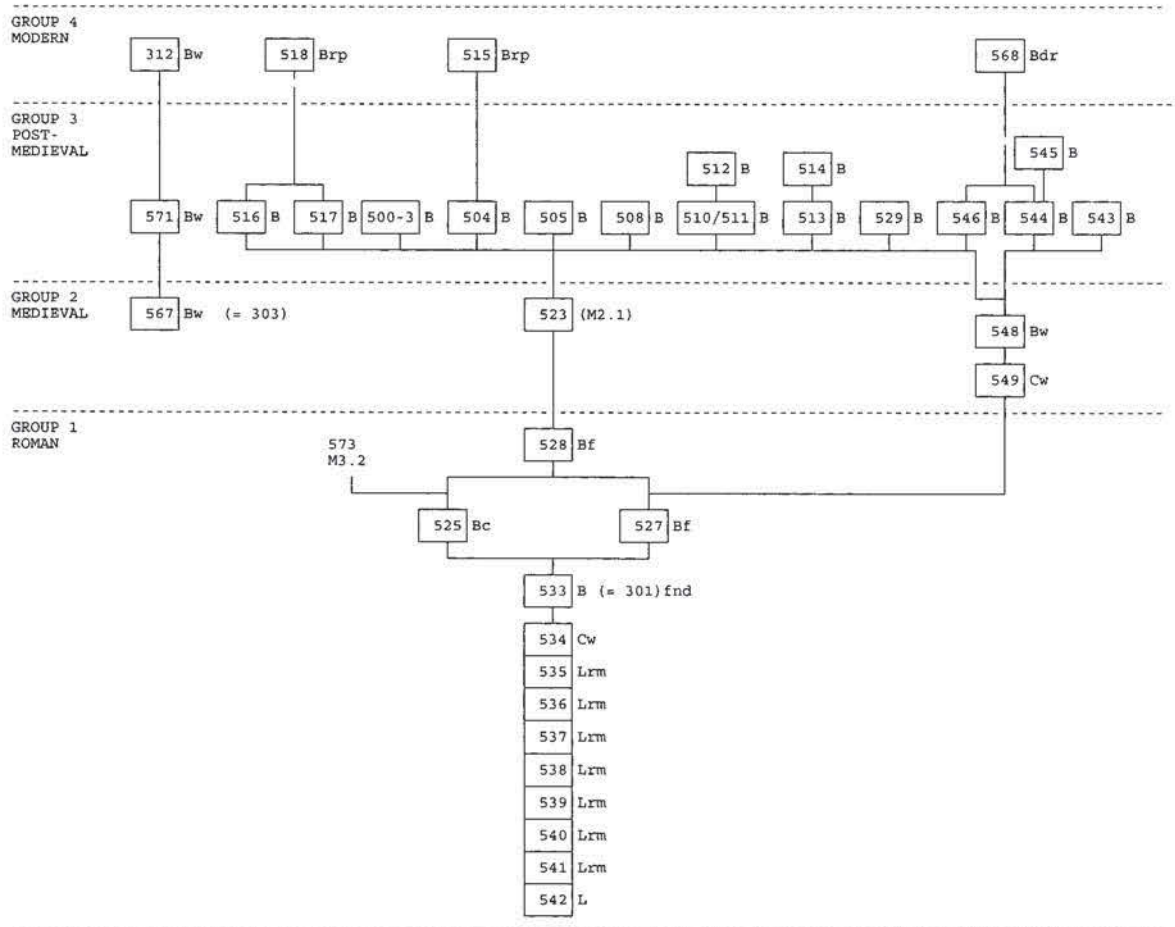 GROUP 4
MODERN
312 Bw
518 Brp
515 Brp
568 Bdr
GROUP 3
POST-
MEDIEVAL
545 B
512 B
514 B
571 Bw
516 B
517 B
500-3 B
504 B
505 B
508 B
510/511 B
513 B
529 B
546 B
544 B
543 B
GROUP 2
MEDIEVAL
567 Bw (= 303)
523 (M2.1)
548 Bw
549 Cw
GROUP 1
ROMAN
528 Bf
573
M3.2
525 Bc
527 Bf
533 B (= 301)fnd
534 Cw
535 Lrm
536 Lrm
537 Lrm
538 Lrm
539 Lrm
540 Lrm
541 Lrm
542 L